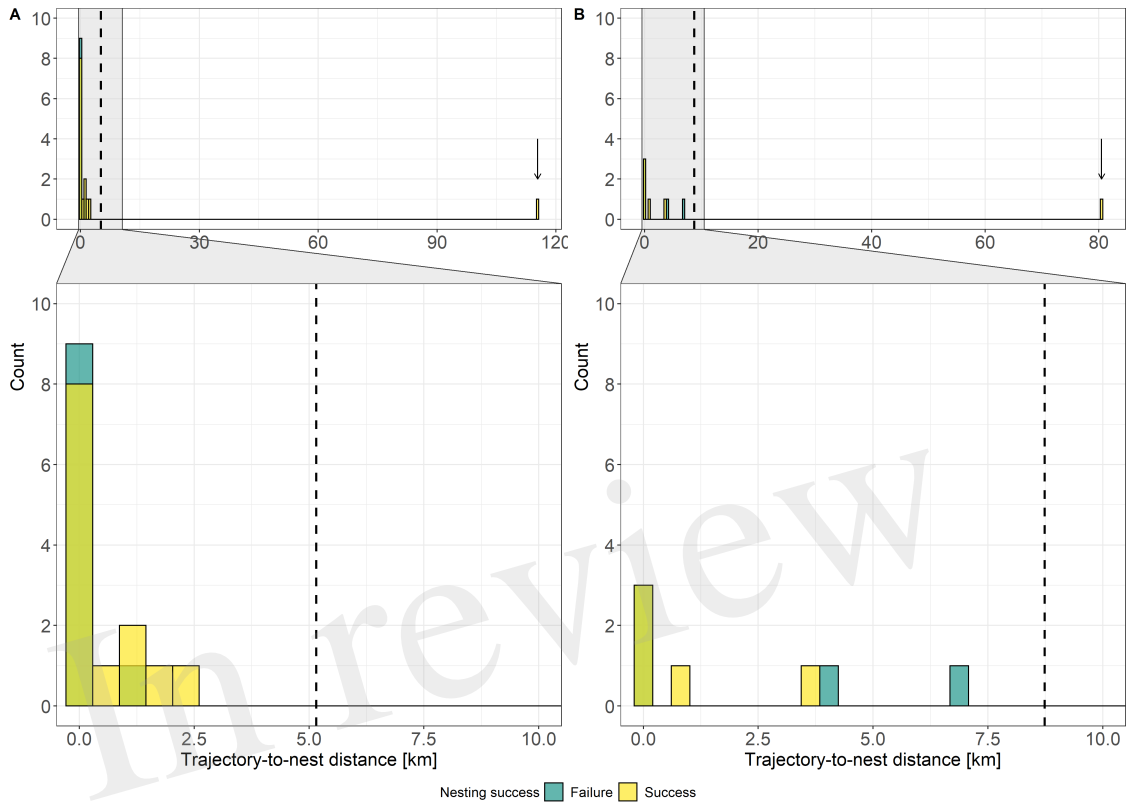 A
B
10
8
6
4
2
0
0 30 60 90 120
10
8
6
4
2
0
0 20 40 60 80
Count
10
8
6
4
2
0
0.0 2.5 5.0 7.5 10.0
Trajectory-to-nest distance [km]
Count
10
8
6
4
2
0
0.0 2.5 5.0 7.5 10.0
Trajectory-to-nest distance [km]
In review
Nesting success Failure Success